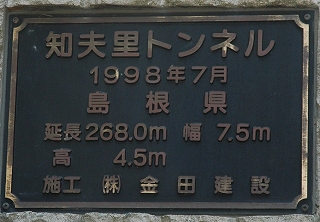 知夫里トンネル
1998年7月
島根県
延長268.0m 幅 7.5m
高 4.5m
施工 ㈱ 金田建設